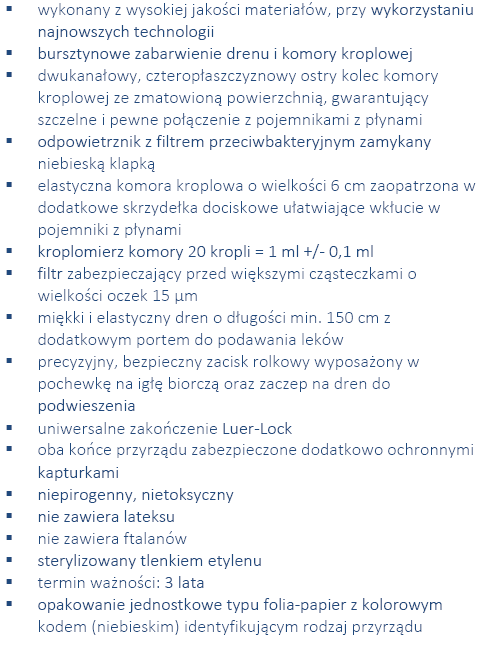 ▪ wykonany z wysokiej jakości materiałów, przy wykorzystaniu
najnowszych technologii
▪ bursztynowe zabarwienie drenu i komory kroplowej
▪ dwukanałowy, czteropłaszczyznowy ostry kolec komory
kroplowej ze zmatowioną powierzchnią, gwarantujący
szczelne i pewne połączenie z pojemnikami z płynami
▪ odpowietrznik z filtrem przeciwbakteryjnym zamykany
niebieską klapką
▪ elastyczna komora kroplowa o wielkości 6 cm zaopatrzona w
dodatkowe skrzydełka dociskowe ułatwiające wkłucie w
pojemniki z płynami
▪ kroplomierz komory 20 kropli = 1 ml +/- 0,1 ml
▪ filtr zabezpieczający przed większymi cząsteczkami o
wielkości oczek 15 µm
▪ miękki i elastyczny dren o długości min. 150 cm z
dodatkowym portem do podawania leków
▪ precyzyjny, bezpieczny zacisk rolkowy wyposażony w
pochewkę na igłę biorczą oraz zaczep na dren do
podwieszenia
▪ uniwersalne zakończenie Luer-Lock
▪ oba końce przyrządu zabezpieczone dodatkowo ochronnymi
kapturkami
▪ niepirogenny, nietoksyczny
▪ nie zawiera lateksu
▪ nie zawiera ftalanów
▪ sterylizowany tlenkiem etylenu
▪ termin ważności: 3 lata
▪ opakowanie jednostkowe typu folia-papier z kolorowym
kodem (niebieskim) identyfikującym rodzaj przyrządu